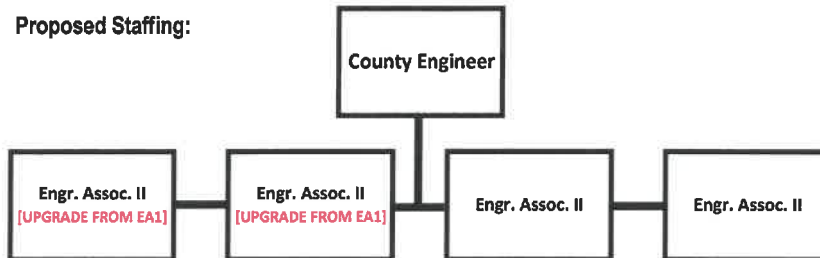 Proposed Staffing:
County Engineer
Engr. Assoc. II
[UPGRADE FROM EA1]
Engr. Assoc. II
[UPGRADE FROM EA1]
Engr. Assoc. II
Engr. Assoc. II